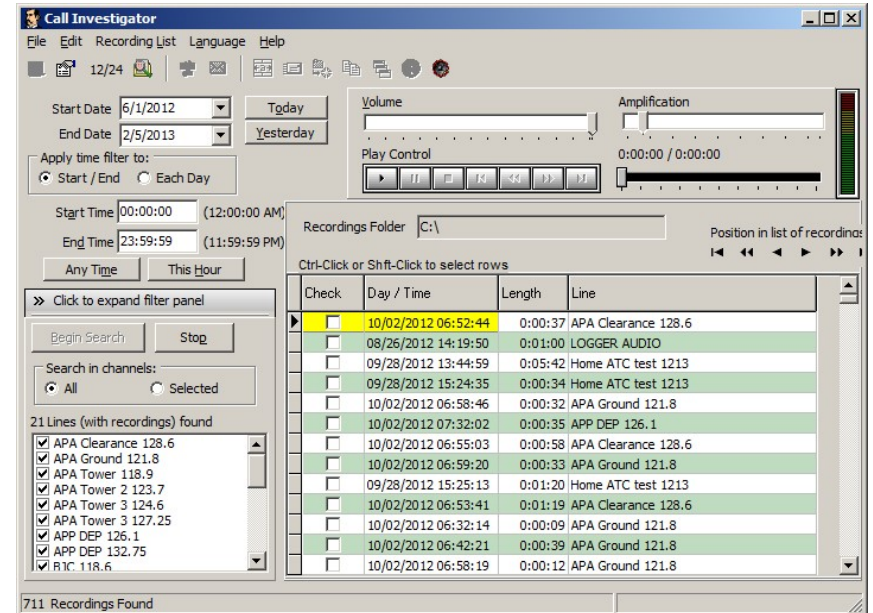 Call Investigator
File Edit Recording List Language Help
12/24
Start Date 6/1/2012 Today
End Date 2/5/2013 Yesterday
Apply time filter to:
Start / End Each Day
Volume
Amplification
Play Control
0:00:00 / 0:00:00
Start Time 00:00:00 (12:00:00 AM)
End Time 23:59:59 (11:59:59 PM)
Any Time This Hour
Recordings Folder C:\
Position in list of recordings
Ctrl-Click or Shft-Click to select rows
» Click to expand filter panel
Begin Search Stop
Search in channels:
All Selected
21 Lines (with recordings) found
APA Clearance 128.6
APA Ground 121.8
APA Tower 118.9
APA Tower 2 123.7
APA Tower 3 124.6
APA Tower 3 127.25
APP DEP 126.1
APP DEP 132.75
BJC 118.6
Check Day / Time Length Line
10/02/2012 06:52:44 0:00:37 APA Clearance 128.6
08/26/2012 14:19:50 0:01:00 LOGGER AUDIO
09/28/2012 13:44:59 0:05:42 Home ATC test 1213
09/28/2012 15:24:35 0:00:34 Home ATC test 1213
10/02/2012 06:58:46 0:00:32 APA Ground 121.8
10/02/2012 07:32:02 0:00:35 APP DEP 126.1
10/02/2012 06:55:03 0:00:58 APA Clearance 128.6
10/02/2012 06:59:20 0:00:33 APA Ground 121.8
09/28/2012 15:25:13 0:01:20 Home ATC test 1213
10/02/2012 06:53:41 0:01:19 APA Clearance 128.6
10/02/2012 06:32:14 0:00:09 APA Ground 121.8
10/02/2012 06:42:21 0:00:39 APA Ground 121.8
10/02/2012 06:58:19 0:00:12 APA Ground 121.8
711 Recordings Found